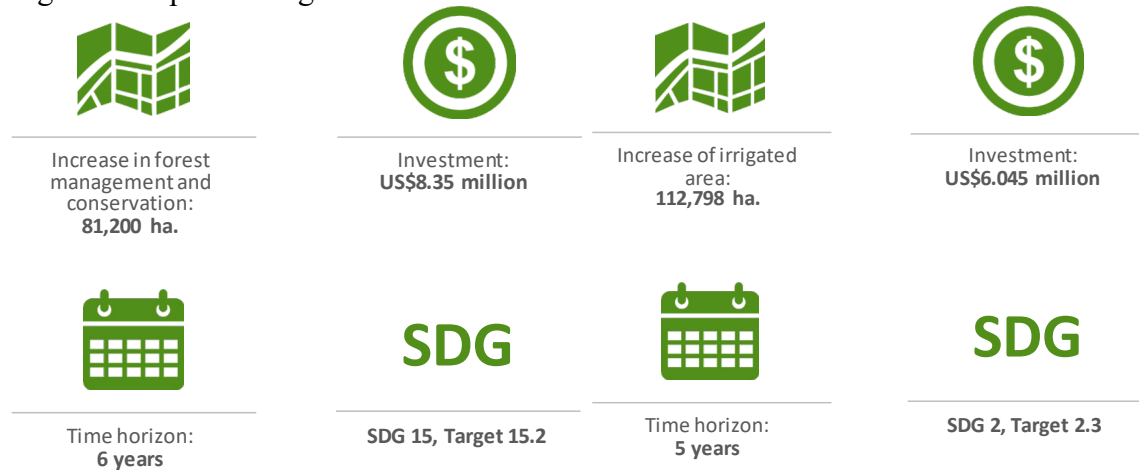 Increase in forest
management and
conservation:
81,200 ha.
Investment:
US$8.35 million
Increase of irrigated
area:
112,798 ha.
Investment:
US$6.045 million
SDG
SDG
Time horizon:
6 years
SDG 15, Target 15.2
Time horizon:
5 years
SDG 2, Target 2.3